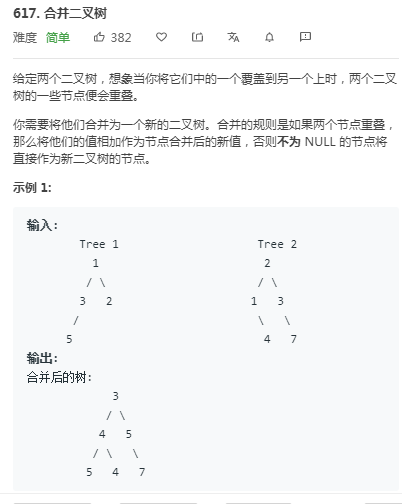 617. 合并二叉树
难度 简单 382
给定两个二叉树，想象当你将它们中的一个覆盖到另一个上时，两个二叉
树的一些节点便会重叠。
你需要将他们合并为一个新的二叉树。合并的规则是如果两个节点重叠，
那么将他们的值相加作为节点合并后的新值，否则不为 NULL 的节点将
直接作为新二叉树的节点。
示例 1:
输入:
Tree 1 Tree 2
1 2
/ \ / \
3 2 1 3
/ \ \
5 4 7
输出:
合并后的树:
3
/ \
4 5
/ \ \
5 4 7